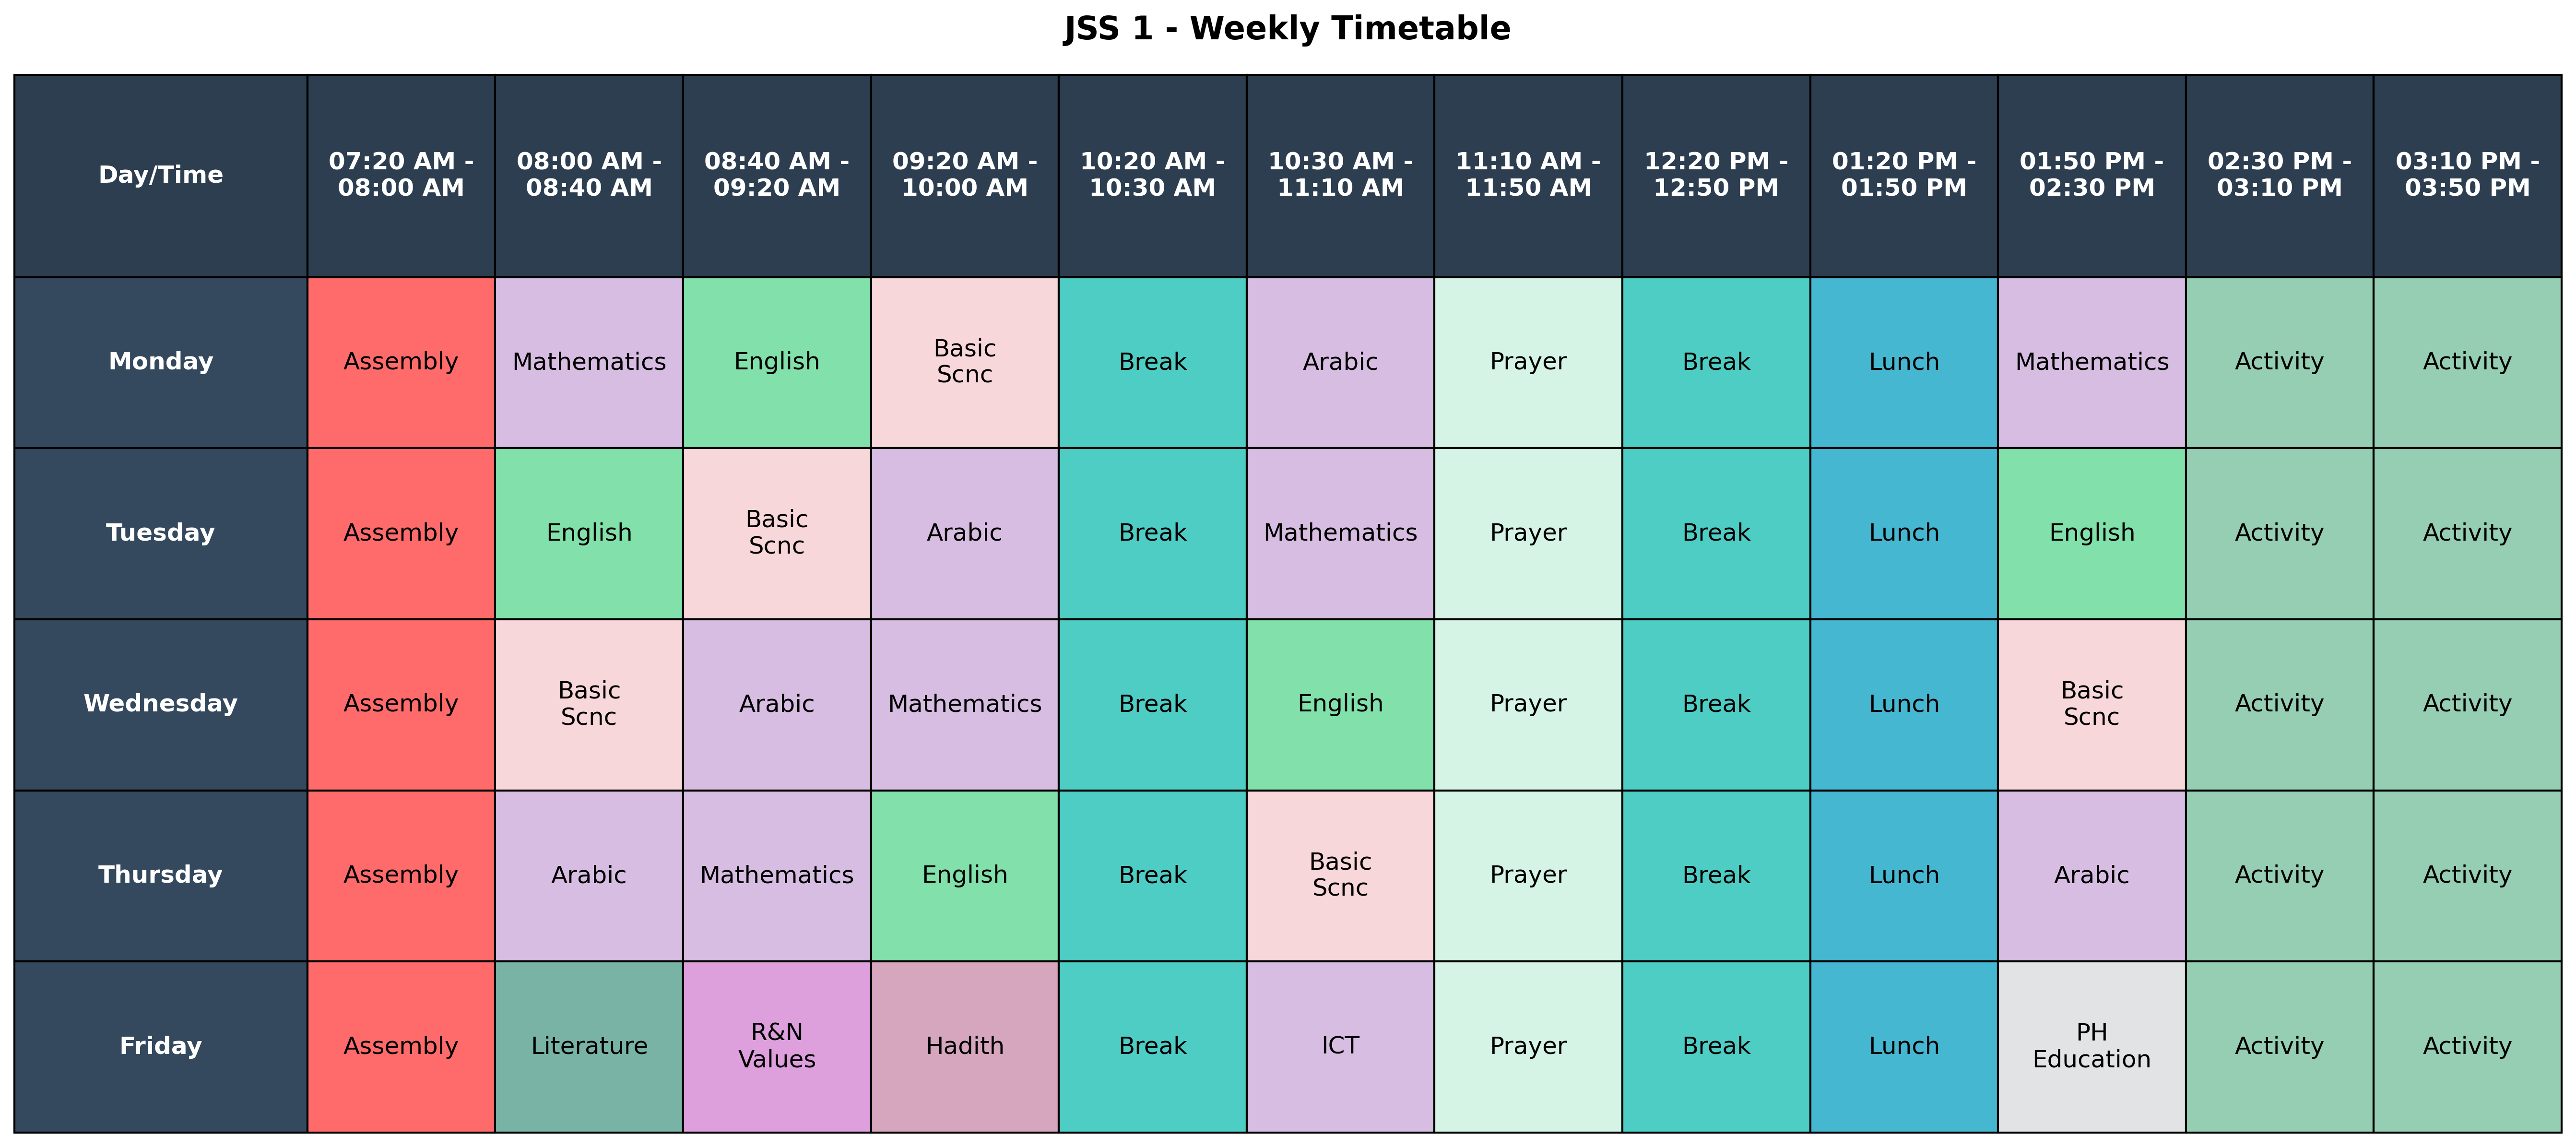 JSS 1 - Weekly Timetable
Day/Time
07:20 AM -
08:00 AM
08:00 AM -
08:40 AM
08:40 AM -
09:20 AM
09:20 AM -
10:00 AM
10:20 AM -
10:30 AM
10:30 AM -
11:10 AM
11:10 AM -
11:50 AM
12:20 PM -
12:50 PM
01:20 PM -
01:50 PM
01:50 PM -
02:30 PM
02:30 PM -
03:10 PM
03:10 PM -
03:50 PM
Monday
Assembly
Mathematics
English
Basic
Scnc
Break
Arabic
Prayer
Break
Lunch
Mathematics
Activity
Activity
Tuesday
Assembly
English
Basic
Scnc
Arabic
Break
Mathematics
Prayer
Break
Lunch
English
Activity
Activity
Wednesday
Assembly
Basic
Scnc
Arabic
Mathematics
Break
English
Prayer
Break
Lunch
Basic
Scnc
Activity
Activity
Thursday
Assembly
Arabic
Mathematics
English
Break
Basic
Scnc
Prayer
Break
Lunch
Arabic
Activity
Activity
Friday
Assembly
Literature
R&N
Values
Hadith
Break
ICT
Prayer
Break
Lunch
PH
Education
Activity
Activity